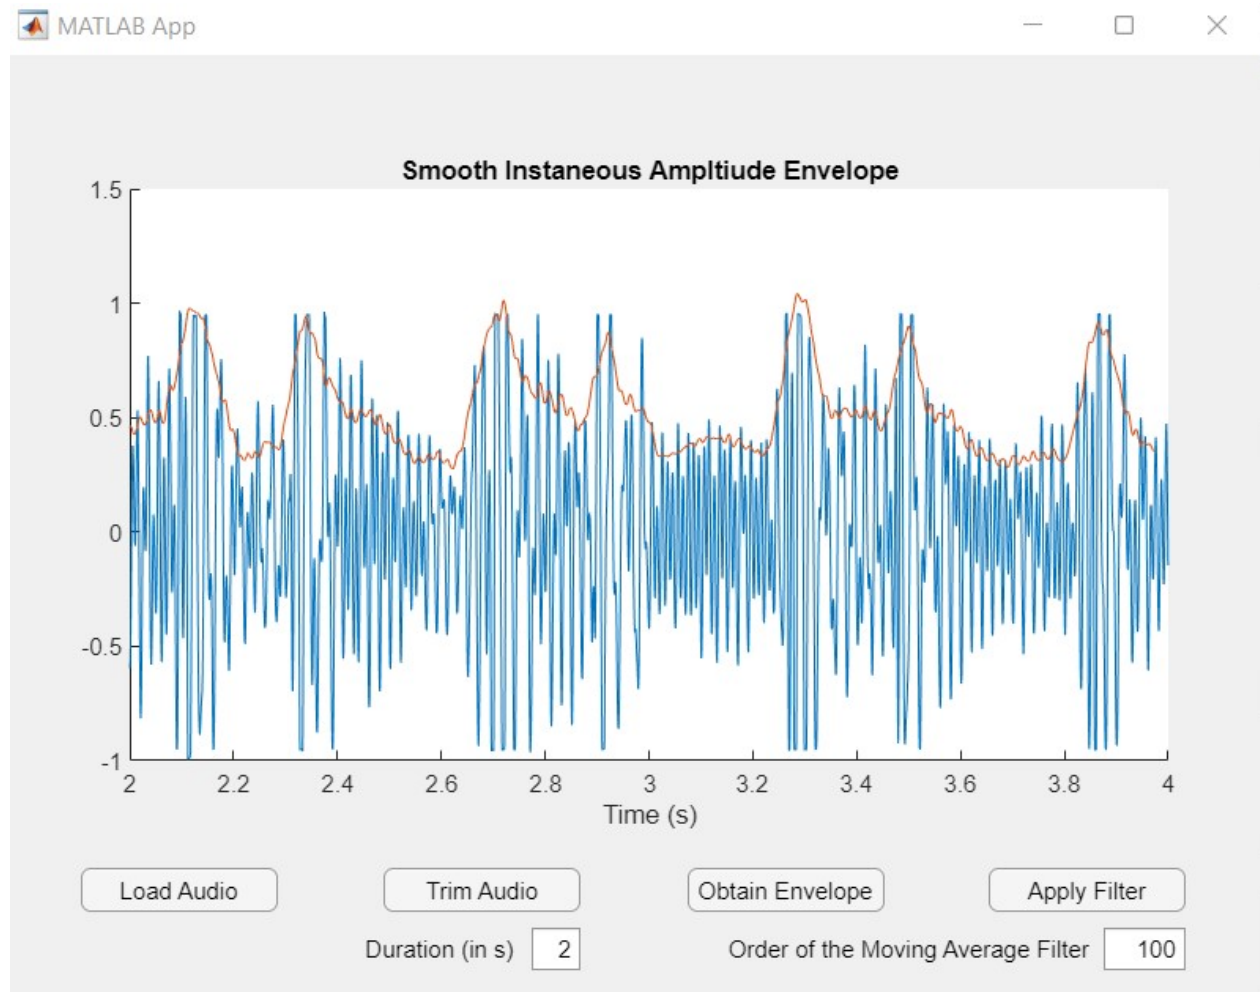 MATLAB App
Smooth Instaneous Ampltiude Envelope
1.5
1
0.5
0
-0.5
-1
2 2.2 2.4 2.6 2.8 3 3.2 3.4 3.6 3.8 4
Time (s)
Load Audio Trim Audio Obtain Envelope Apply Filter
Duration (in s) 2 Order of the Moving Average Filter 100